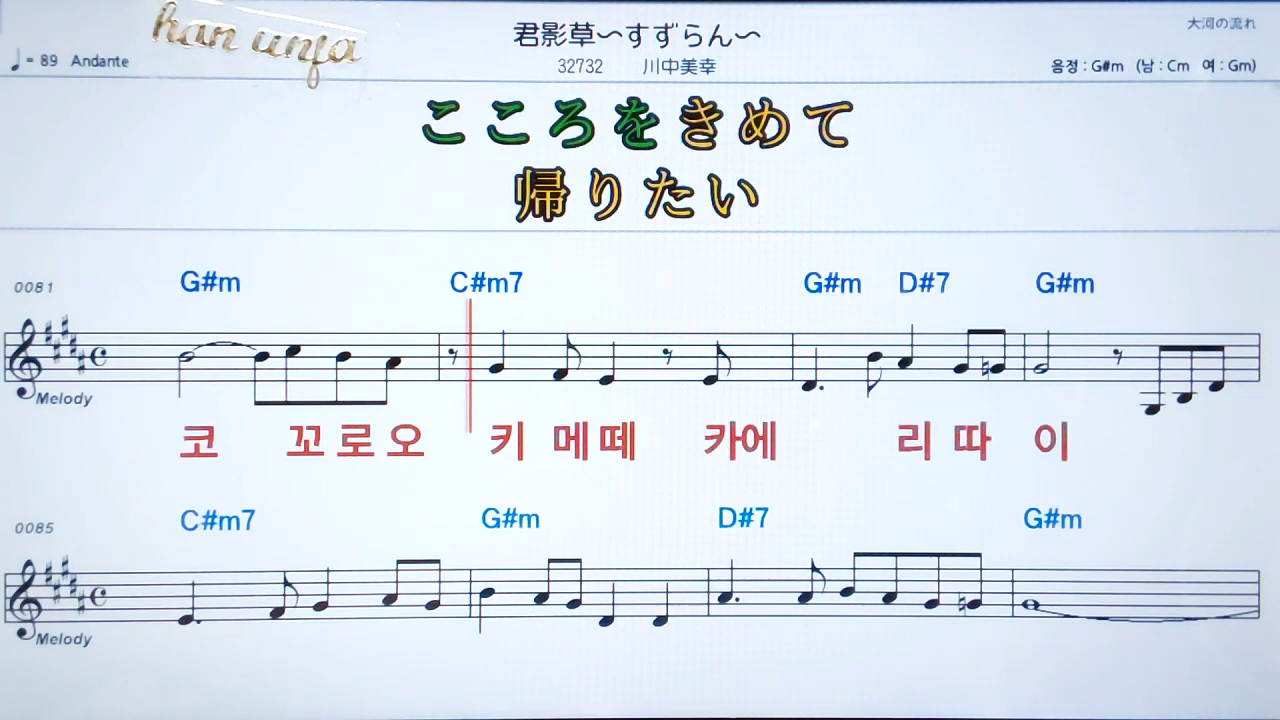 han unfa
君影草〜すずらん〜
大河の流れ
♩= 89 Andante
32732 川中美幸
음정 : G#m (남 : Cm 여 : Gm)
こころをきめて
帰りたい
G#m C#m7 G#m D#7 G#m
0081
Melody
코 꼬 로 오 키 메 떼 카에 리 따 이
C#m7 G#m D#7 G#m
0085
Melody